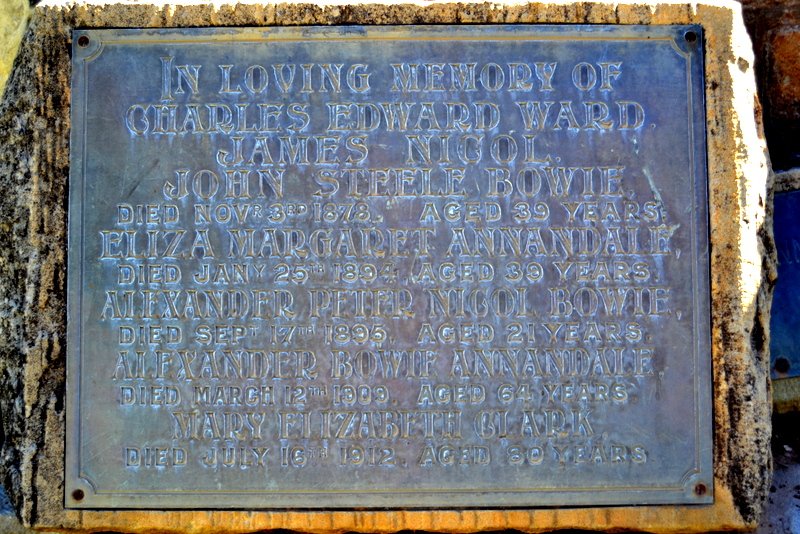 IN LOVING MEMORY OF
CHARLES EDWARD WARD.
JAMES NICOL.
JOHN STEELE BOWIE.
DIED NOVR 3RD 1878. AGED 39 YEARS.
ELIZA MARGARET ANNANDALE,
DIED JANY 25TH 1894. AGED 39 YEARS.
ALEXANDER PETER NICOL BOWIE,
DIED SEPT 17TH 1895. AGED 21 YEARS.
ALEXANDER BOWIE ANNANDALE,
DIED MARCH 12TH 1909. AGED 64 YEARS.
MARY ELIZABETH CLARK
DIED JULY 16TH 1912. AGED 80 YEARS